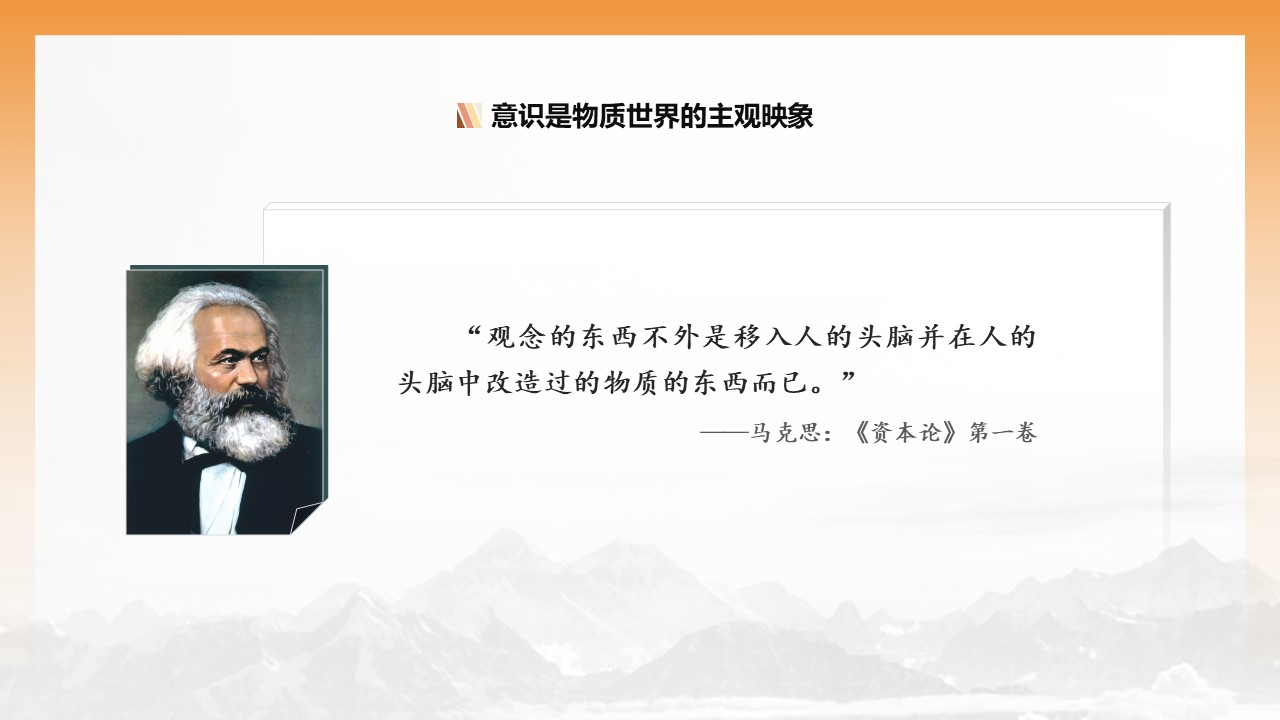 意识是物质世界的主观映象
“观念的东西不外是移入人的头脑并在人的
头脑中改造过的物质的东西而已。”
——马克思：《资本论》第一卷